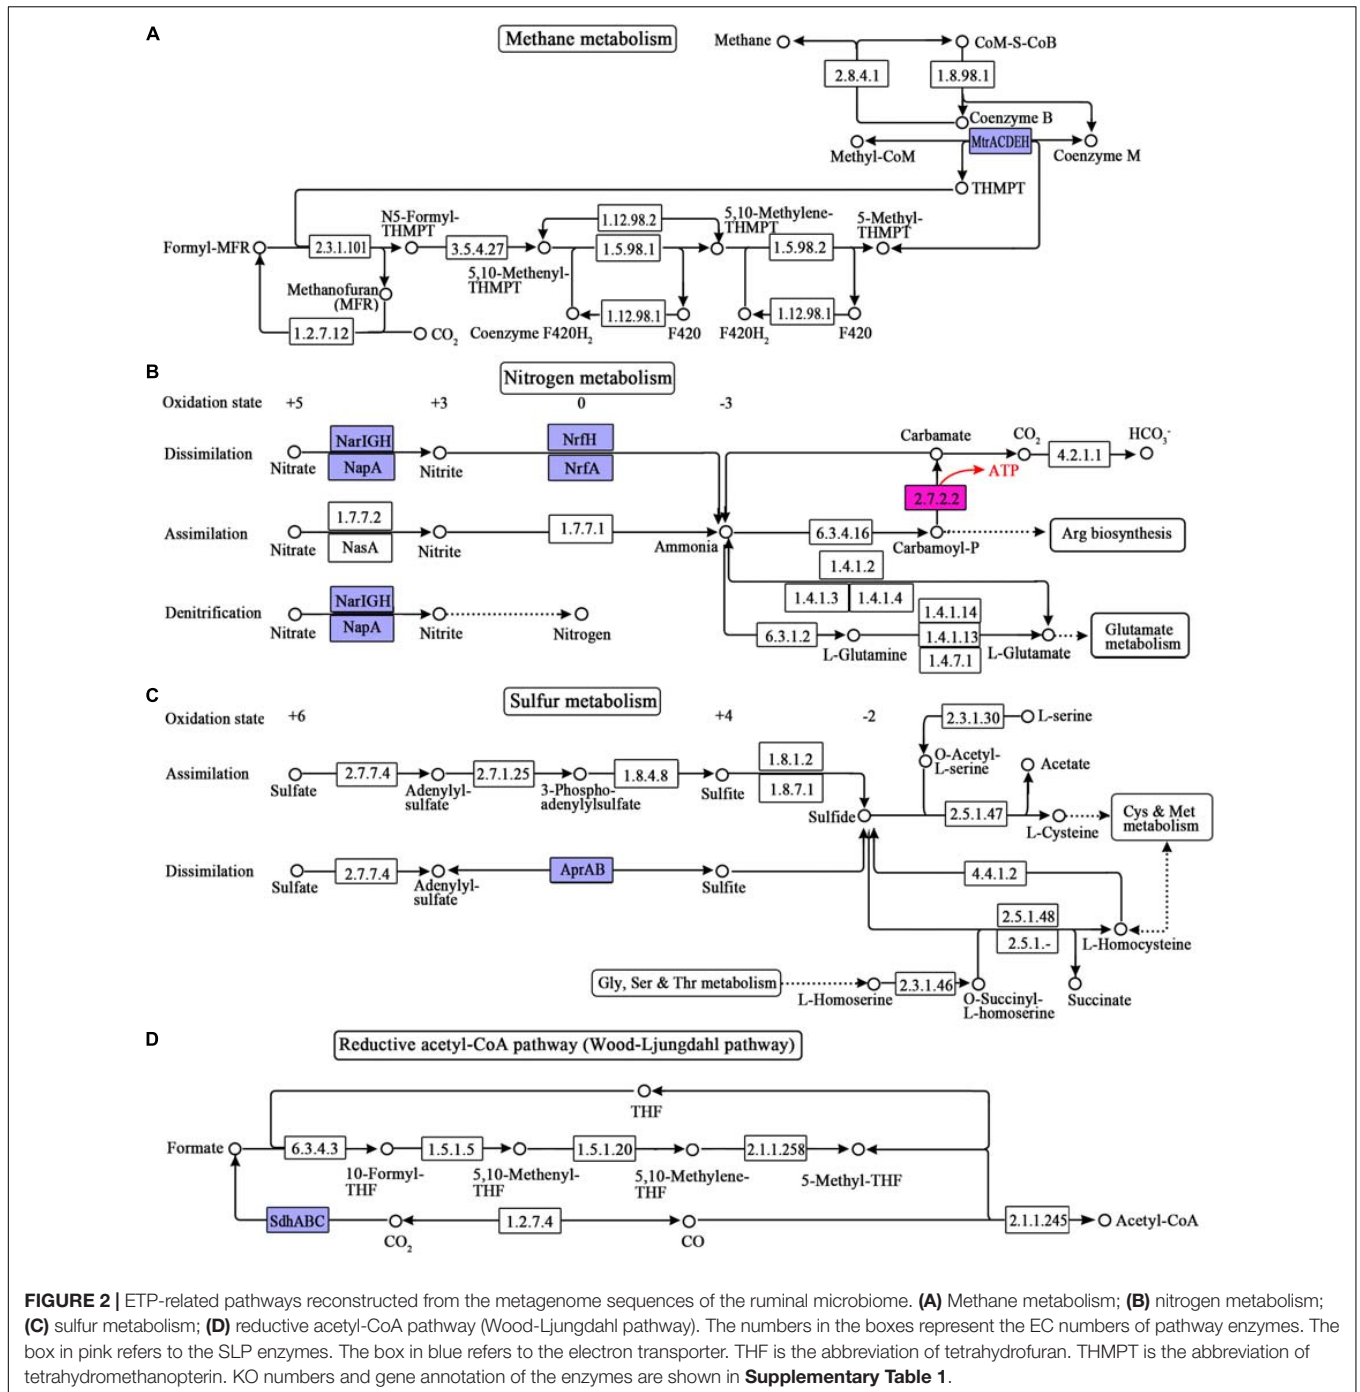 A
Methane metabolism
Methane
CoM-S-CoB
2.8.4.1
1.8.98.1
Coenzyme B
MtrACDEH
Methyl-CoM
Coenzyme M
THMPT
N5-Formyl-
THMPT
1.12.98.2
5,10-Methylene-
THMPT
5-Methyl-
THMPT
Formyl-MFR
2.3.1.101
3.5.4.27
1.5.98.1
1.5.98.2
5,10-Methenyl-
THMPT
Methanofuran
(MFR)
1.12.98.1
1.12.98.1
1.2.7.12
CO2
Coenzyme F420H2
F420
F420H2
F420
B
Nitrogen metabolism
Oxidation state +5 +3 0 -3
Dissimilation
Nitrate
NarIGH
NapA
Nitrite
NrfH
NrfA
Carbamate
CO2
4.2.1.1
HCO3-
ATP
2.7.2.2
Assimilation
Nitrate
1.7.7.2
NasA
Nitrite
1.7.7.1
Ammonia
6.3.4.16
Carbamoyl-P
Arg biosynthesis
1.4.1.2
1.4.1.3
1.4.1.4
Denitrification
Nitrate
NarIGH
NapA
Nitrite
Nitrogen
6.3.1.2
L-Glutamine
1.4.1.14
1.4.1.13
1.4.7.1
L-Glutamate
Glutamate
metabolism
C
Sulfur metabolism
Oxidation state +6 +4 -2
2.3.1.30
L-serine
Assimilation
Sulfate
2.7.7.4
Adenylyl-
sulfate
2.7.1.25
3-Phospho-
adenylylsulfate
1.8.4.8
Sulfite
1.8.1.2
1.8.7.1
O-Acetyl-
L-serine
Acetate
Sulfide
2.5.1.47
L-Cysteine
Cys & Met
metabolism
Dissimilation
Sulfate
2.7.7.4
Adenylyl-
sulfate
AprAB
Sulfite
4.4.1.2
2.5.1.48
2.5.1.-
L-Homocysteine
Gly, Ser & Thr metabolism
L-Homoserine
2.3.1.46
O-Succinyl-
L-homoserine
Succinate
D
Reductive acetyl-CoA pathway (Wood-Ljungdahl pathway)
THF
Formate
6.3.4.3
10-Formyl-
THF
1.5.1.5
5,10-Methenyl-
THF
1.5.1.20
5,10-Methylene-
THF
2.1.1.258
5-Methyl-THF
SdhABC
CO2
1.2.7.4
CO
2.1.1.245
Acetyl-CoA
FIGURE 2 | ETP-related pathways reconstructed from the metagenome sequences of the ruminal microbiome. (A) Methane metabolism; (B) nitrogen metabolism;
(C) sulfur metabolism; (D) reductive acetyl-CoA pathway (Wood-Ljungdahl pathway). The numbers in the boxes represent the EC numbers of pathway enzymes. The
box in pink refers to the SLP enzymes. The box in blue refers to the electron transporter. THF is the abbreviation of tetrahydrofuran. THMPT is the abbreviation of
tetrahydromethanopterin. KO numbers and gene annotation of the enzymes are shown in Supplementary Table 1.